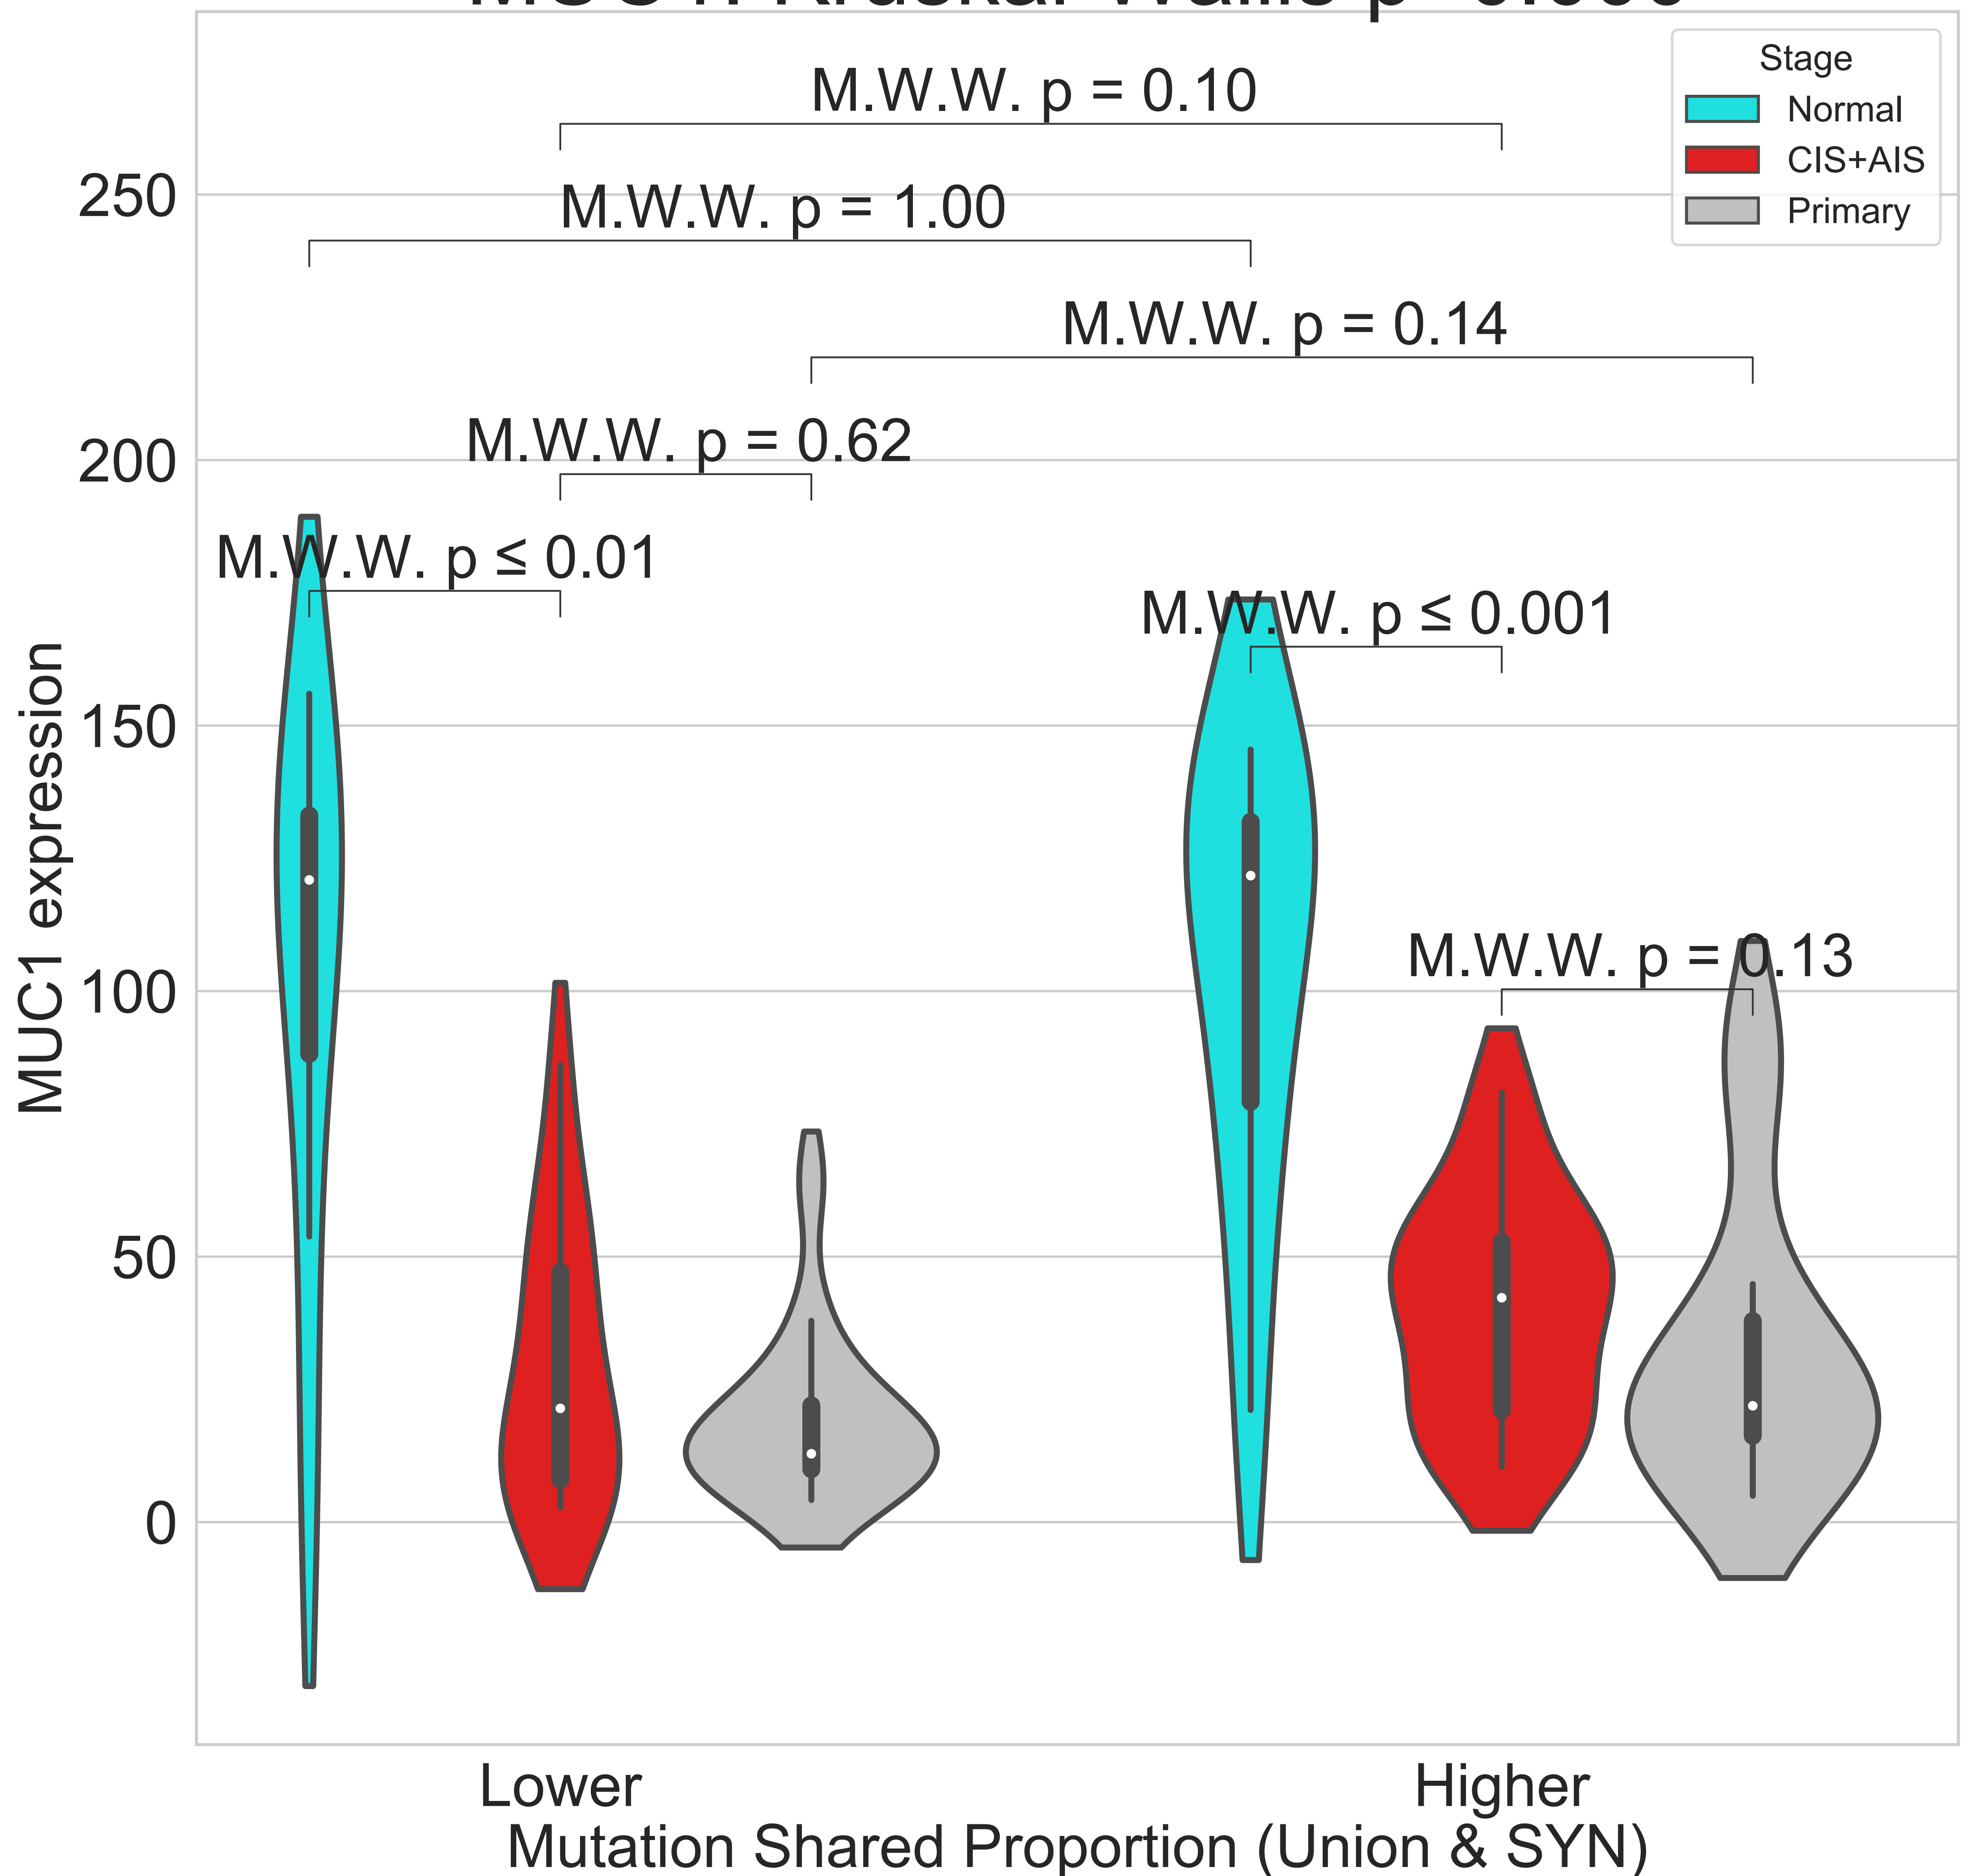 Stage
Normal
CIS+AIS
Primary
M.W.W. p = 0.10
M.W.W. p = 1.00
M.W.W. p = 0.14
M.W.W. p = 0.62
M.W.W. p ≤ 0.01
M.W.W. p ≤ 0.001
M.W.W. p = 0.13
250
200
150
100
50
0
MUC1 expression
Lower
Higher
Mutation Shared Proportion (Union & SYN)